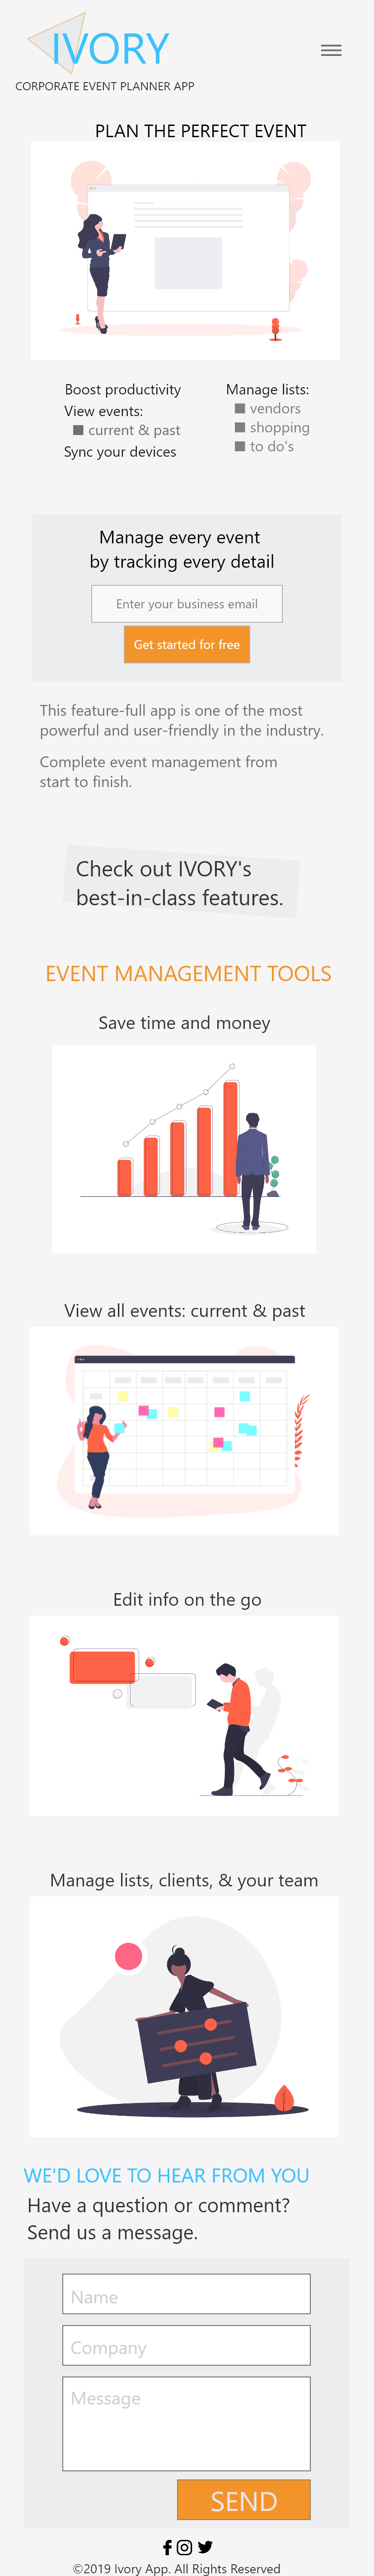 IVORY
CORPORATE EVENT PLANNER APP
PLAN THE PERFECT EVENT
Boost productivity
View events:
current & past
Sync your devices
Manage lists:
vendors
shopping
to do's
Manage every event
by tracking every detail
Enter your business email
Get started for free
This feature-full app is one of the most
powerful and user-friendly in the industry.
Complete event management from
start to finish.
Check out IVORY's
best-in-class features.
EVENT MANAGEMENT TOOLS
Save time and money
View all events: current & past
Edit info on the go
Manage lists, clients, & your team
WE'D LOVE TO HEAR FROM YOU
Have a question or comment?
Send us a message.
Name
Company
Message
SEND
©2019 Ivory App. All Rights Reserved